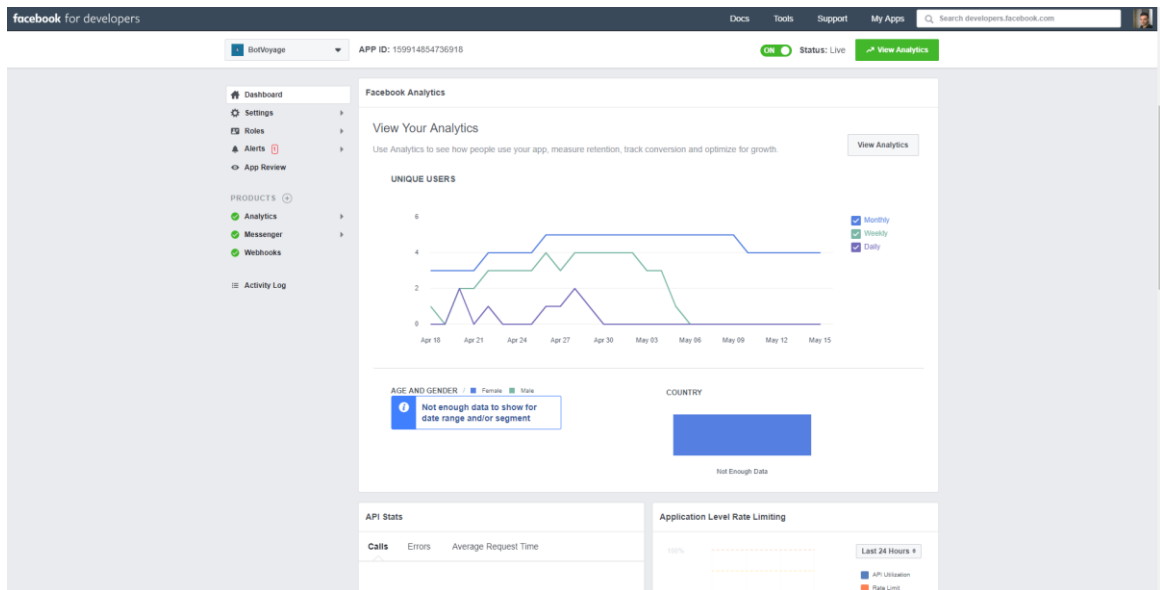 facebook for developers
Docs Tools Support My Apps Search developers.facebook.com
BotVoyage APP ID: 159914854736918 ON Status: Live View Analytics
Dashboard
Settings
Roles
Alerts 1
App Review
PRODUCTS
Analytics
Messenger
Webhooks
Activity Log
Facebook Analytics
View Your Analytics
Use Analytics to see how people use your app, measure retention, track conversion and optimize for growth.
View Analytics
UNIQUE USERS
6
4
2
0
Apr 18 Apr 21 Apr 24 Apr 27 Apr 30 May 03 May 06 May 09 May 12 May 15
Monthly
Weekly
Daily
AGE AND GENDER / Female Male
Not enough data to show for
date range and/or segment
COUNTRY
Not Enough Data
API Stats
Calls Errors Average Request Time
Application Level Rate Limiting
100%
Last 24 Hours
API Utilization
Rate Limit